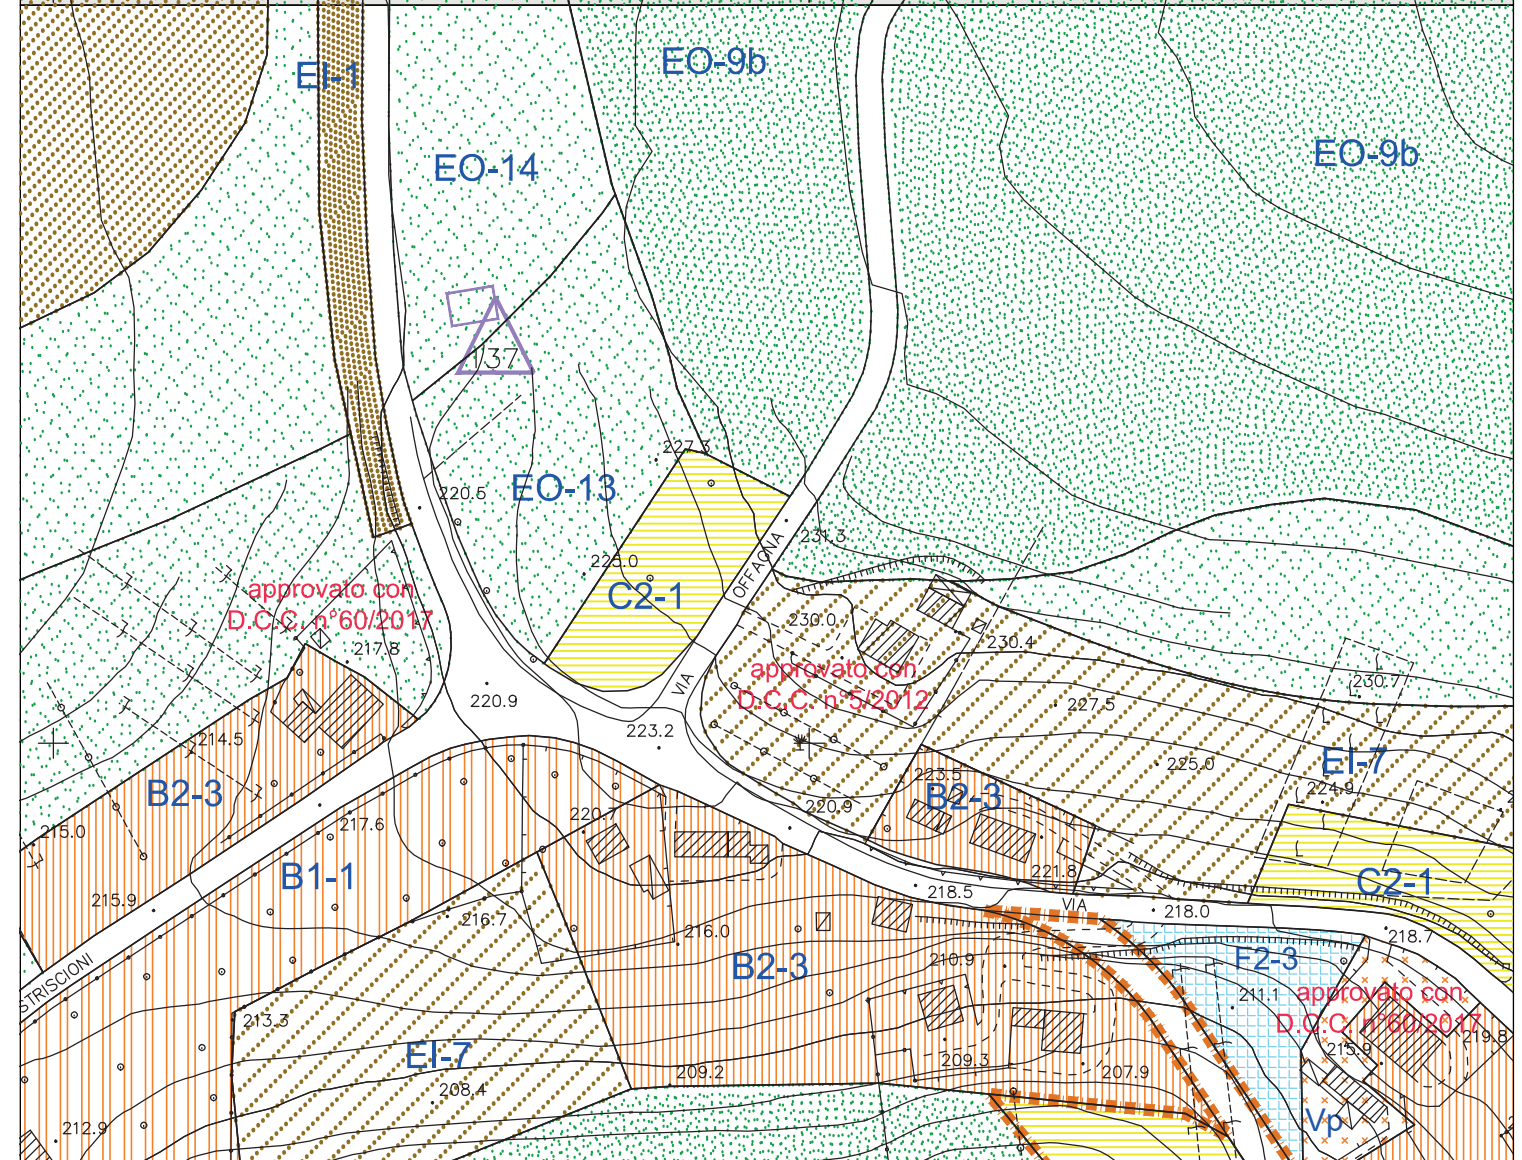 EI-1
EO-9b
EO-14
EO-9b
137
227.3
220.5
EO-13
231.3
225.0
OFFAGNA
approvato con
D.C.C. n°60/2017
C2-1
230.0
217.8
230.4
approvato con
D.C.C. n°5/2012
VIA
230.7
220.9
227.5
223.2
214.5
EI-7
225.0
223.5
B2-3
B2-3
224.9
220.9
220.7
217.6
215.0
B1-1
221.8
C2-1
218.5
215.9
VIA
218.0
216.7
216.0
218.7
F2-3
B2-3
210.9
STRISCIONI
211.1
approvato con
D.C.C. n°60/2017
213.3
219.8
215.9
EI-7
209.3
209.2
207.9
208.4
Vp
212.9